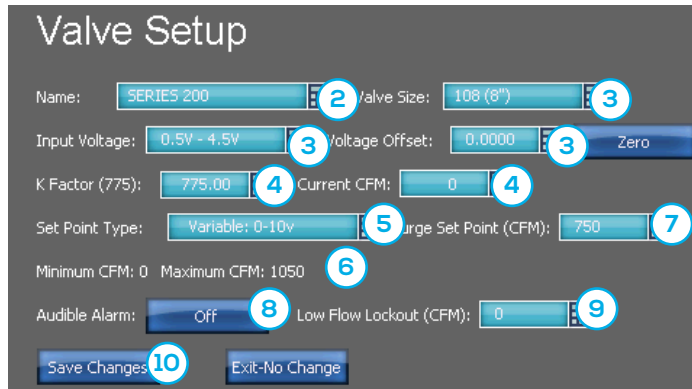 Valve Setup
Name: SERIES 200 2 Valve Size: 108 (8") 3
Input Voltage: 0.5V - 4.5V 3 Voltage Offset: 0.0000 3 Zero
K Factor (775): 775.00 4 Current CFM: 0 4
Set Point Type: Variable: 0-10v 5 urge Set Point (CFM): 750 7
Minimum CFM: 0 Maximum CFM: 1050 6
Audible Alarm: Off 8 Low Flow Lockout (CFM): 0 9
Save Changes 10 Exit-No Change